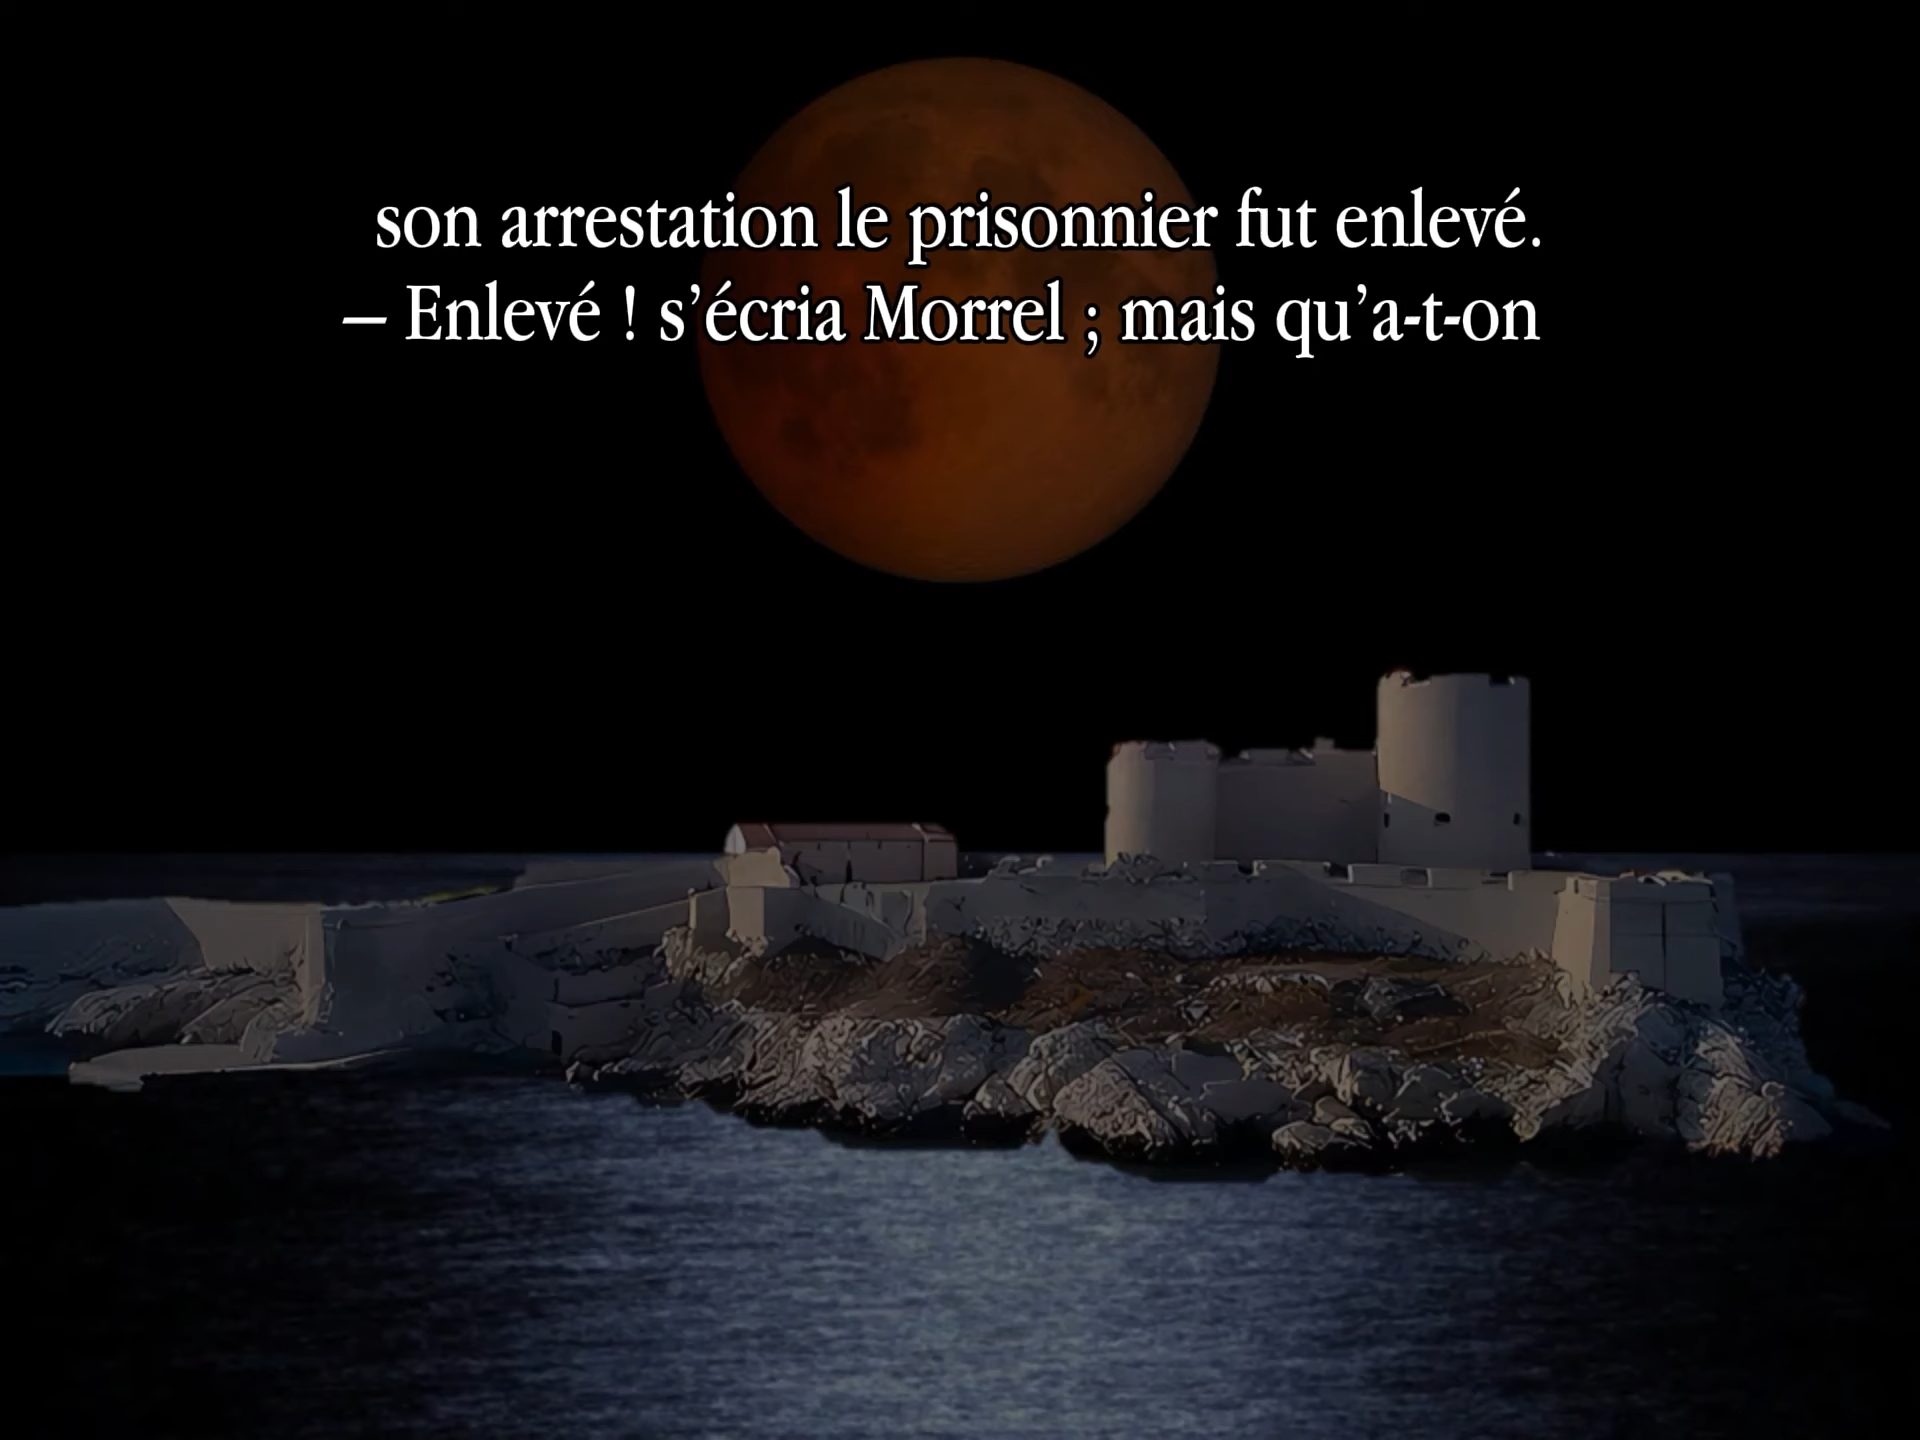 son arrestation le prisonnier fut enlevé.
– Enlevé ! s’écria Morrel ; mais qu’a-t-on